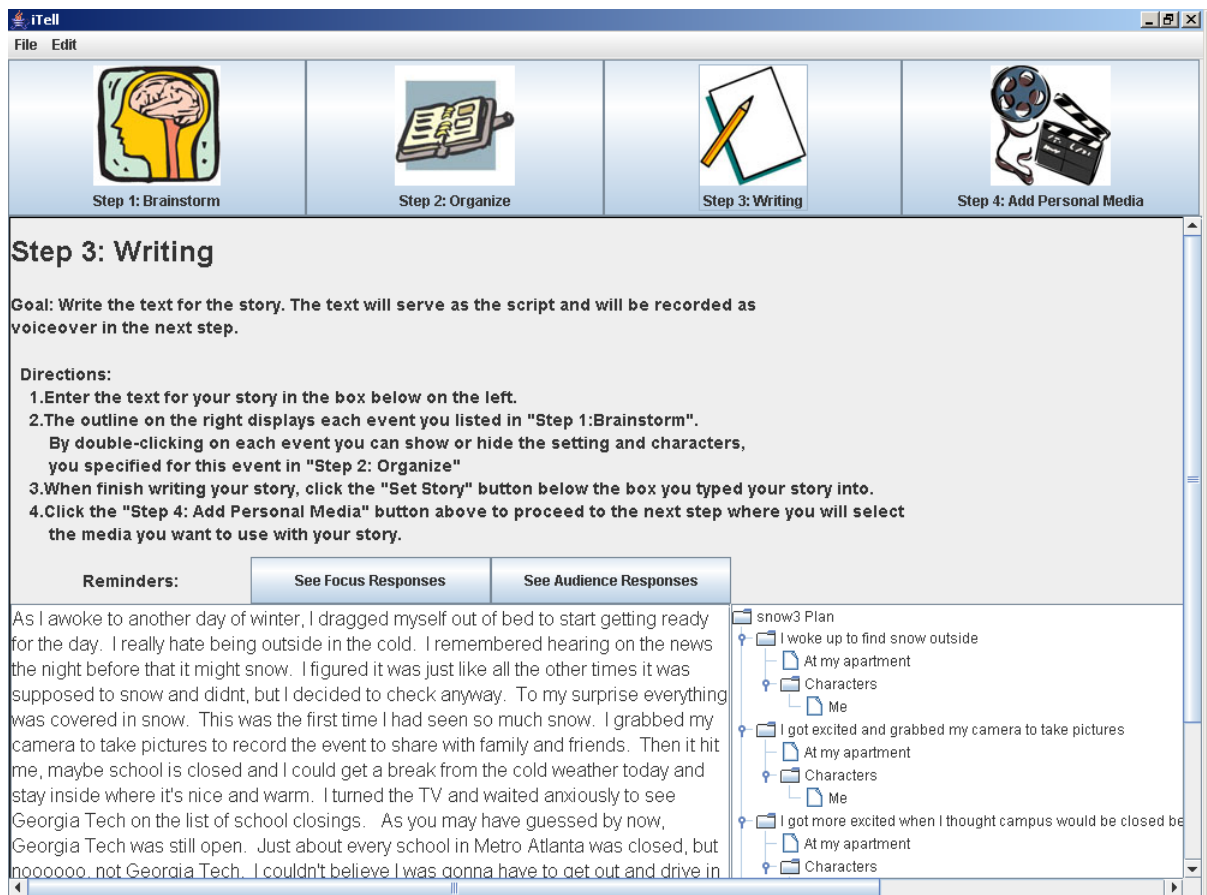 iTell
File Edit
Step 1: Brainstorm
Step 2: Organize
Step 3: Writing
Step 4: Add Personal Media
Step 3: Writing
Goal: Write the text for the story. The text will serve as the script and will be recorded as
voiceover in the next step.
Directions:
1.Enter the text for your story in the box below on the left.
2.The outline on the right displays each event you listed in "Step 1:Brainstorm".
By double-clicking on each event you can show or hide the setting and characters,
you specified for this event in "Step 2: Organize"
3.When finish writing your story, click the "Set Story" button below the box you typed your story into.
4.Click the "Step 4: Add Personal Media" button above to proceed to the next step where you will select
the media you want to use with your story.
Reminders:
See Focus Responses
See Audience Responses
As I awoke to another day of winter, I dragged myself out of bed to start getting ready
for the day. I really hate being outside in the cold. I remembered hearing on the news
the night before that it might snow. I figured it was just like all the other times it was
supposed to snow and didnt, but I decided to check anyway. To my surprise everything
was covered in snow. This was the first time I had seen so much snow. I grabbed my
camera to take pictures to record the event to share with family and friends. Then it hit
me, maybe school is closed and I could get a break from the cold weather today and
stay inside where it's nice and warm. I turned the TV and waited anxiously to see
Georgia Tech on the list of school closings. As you may have guessed by now,
Georgia Tech was still open. Just about every school in Metro Atlanta was closed, but
noooooo, not Georgia Tech. I couldn't believe I was gonna have to get out and drive in
snow3 Plan
I woke up to find snow outside
At my apartment
Characters
Me
I got excited and grabbed my camera to take pictures
At my apartment
Characters
Me
I got more excited when I thought campus would be closed be
At my apartment
Characters